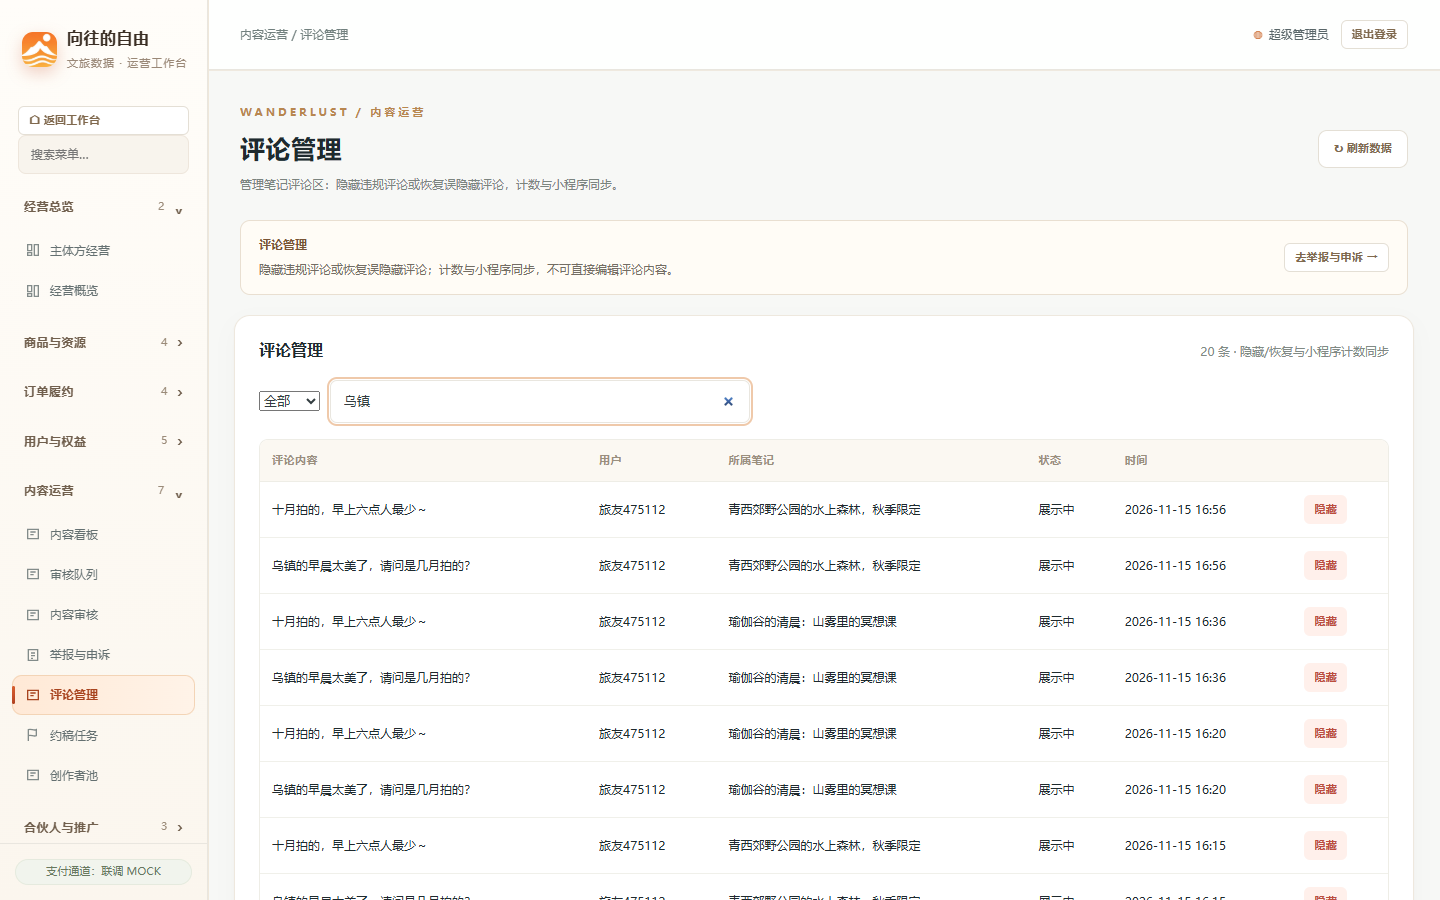 向往的自由
文旅数据 · 运营工作台
返回工作台
搜索菜单...
经营总览 2
主体方经营
经营概览
商品与资源 4
订单履约 4
用户与权益 5
内容运营 7
内容看板
审核队列
内容审核
举报与申诉
评论管理
约稿任务
创作者池
合伙人与推广 3
支付通道：联调 MOCK
内容运营 / 评论管理
超级管理员 退出登录
WANDERLUST / 内容运营
评论管理
管理笔记评论区：隐藏违规评论或恢复误隐藏评论，计数与小程序同步。
↻ 刷新数据
评论管理
隐藏违规评论或恢复误隐藏评论；计数与小程序同步，不可直接编辑评论内容。
去举报与申诉 →
评论管理
20 条 · 隐藏/恢复与小程序计数同步
全部 乌镇
评论内容 用户 所属笔记 状态 时间
十月拍的，早上六点人最少～ 旅友475112 青西郊野公园的水上森林，秋季限定 展示中 2026-11-15 16:56 隐藏
乌镇的早晨太美了，请问是几月拍的？ 旅友475112 青西郊野公园的水上森林，秋季限定 展示中 2026-11-15 16:56 隐藏
十月拍的，早上六点人最少～ 旅友475112 瑜伽谷的清晨：山雾里的冥想课 展示中 2026-11-15 16:36 隐藏
乌镇的早晨太美了，请问是几月拍的？ 旅友475112 瑜伽谷的清晨：山雾里的冥想课 展示中 2026-11-15 16:36 隐藏
十月拍的，早上六点人最少～ 旅友475112 瑜伽谷的清晨：山雾里的冥想课 展示中 2026-11-15 16:20 隐藏
乌镇的早晨太美了，请问是几月拍的？ 旅友475112 瑜伽谷的清晨：山雾里的冥想课 展示中 2026-11-15 16:20 隐藏
十月拍的，早上六点人最少～ 旅友475112 青西郊野公园的水上森林，秋季限定 展示中 2026-11-15 16:15 隐藏